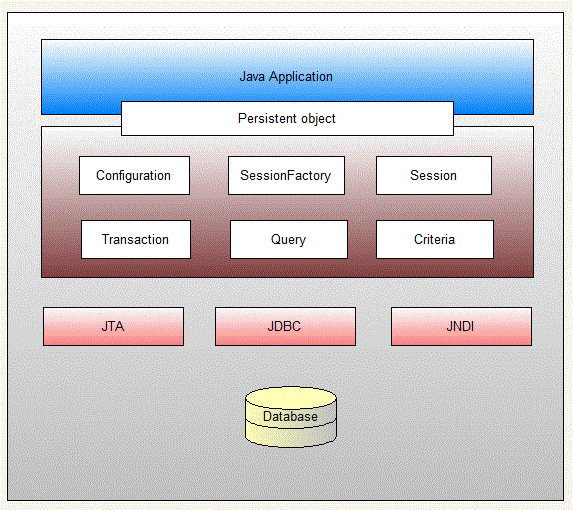 Java Application
Persistent object
Configuration
SessionFactory
Session
Transaction
Query
Criteria
JTA
JDBC
JNDI
Database